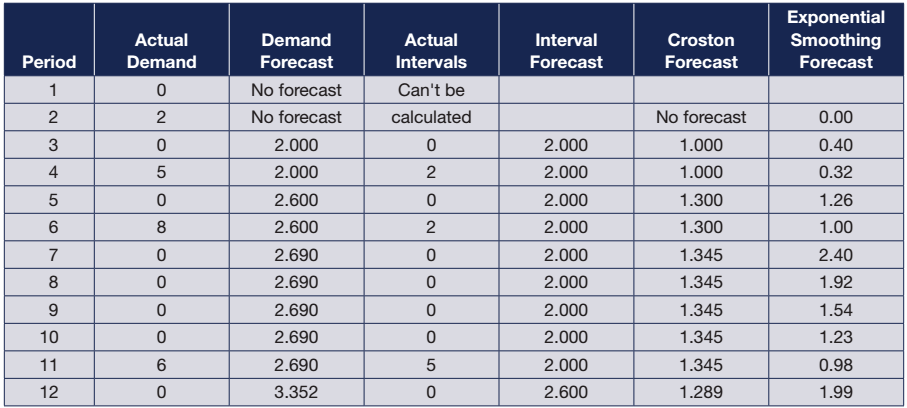 Period Actual Demand Demand Forecast Actual Intervals Interval Forecast Croston Forecast Exponential Smoothing Forecast
1 0 No forecast Can't be
2 2 No forecast calculated No forecast 0.00
3 0 2.000 0 2.000 1.000 0.40
4 5 2.000 2 2.000 1.000 0.32
5 0 2.600 0 2.000 1.300 1.26
6 8 2.600 2 2.000 1.300 1.00
7 0 2.690 0 2.000 1.345 2.40
8 0 2.690 0 2.000 1.345 1.92
9 0 2.690 0 2.000 1.345 1.54
10 0 2.690 0 2.000 1.345 1.23
11 6 2.690 5 2.000 1.345 0.98
12 0 3.352 0 2.600 1.289 1.99